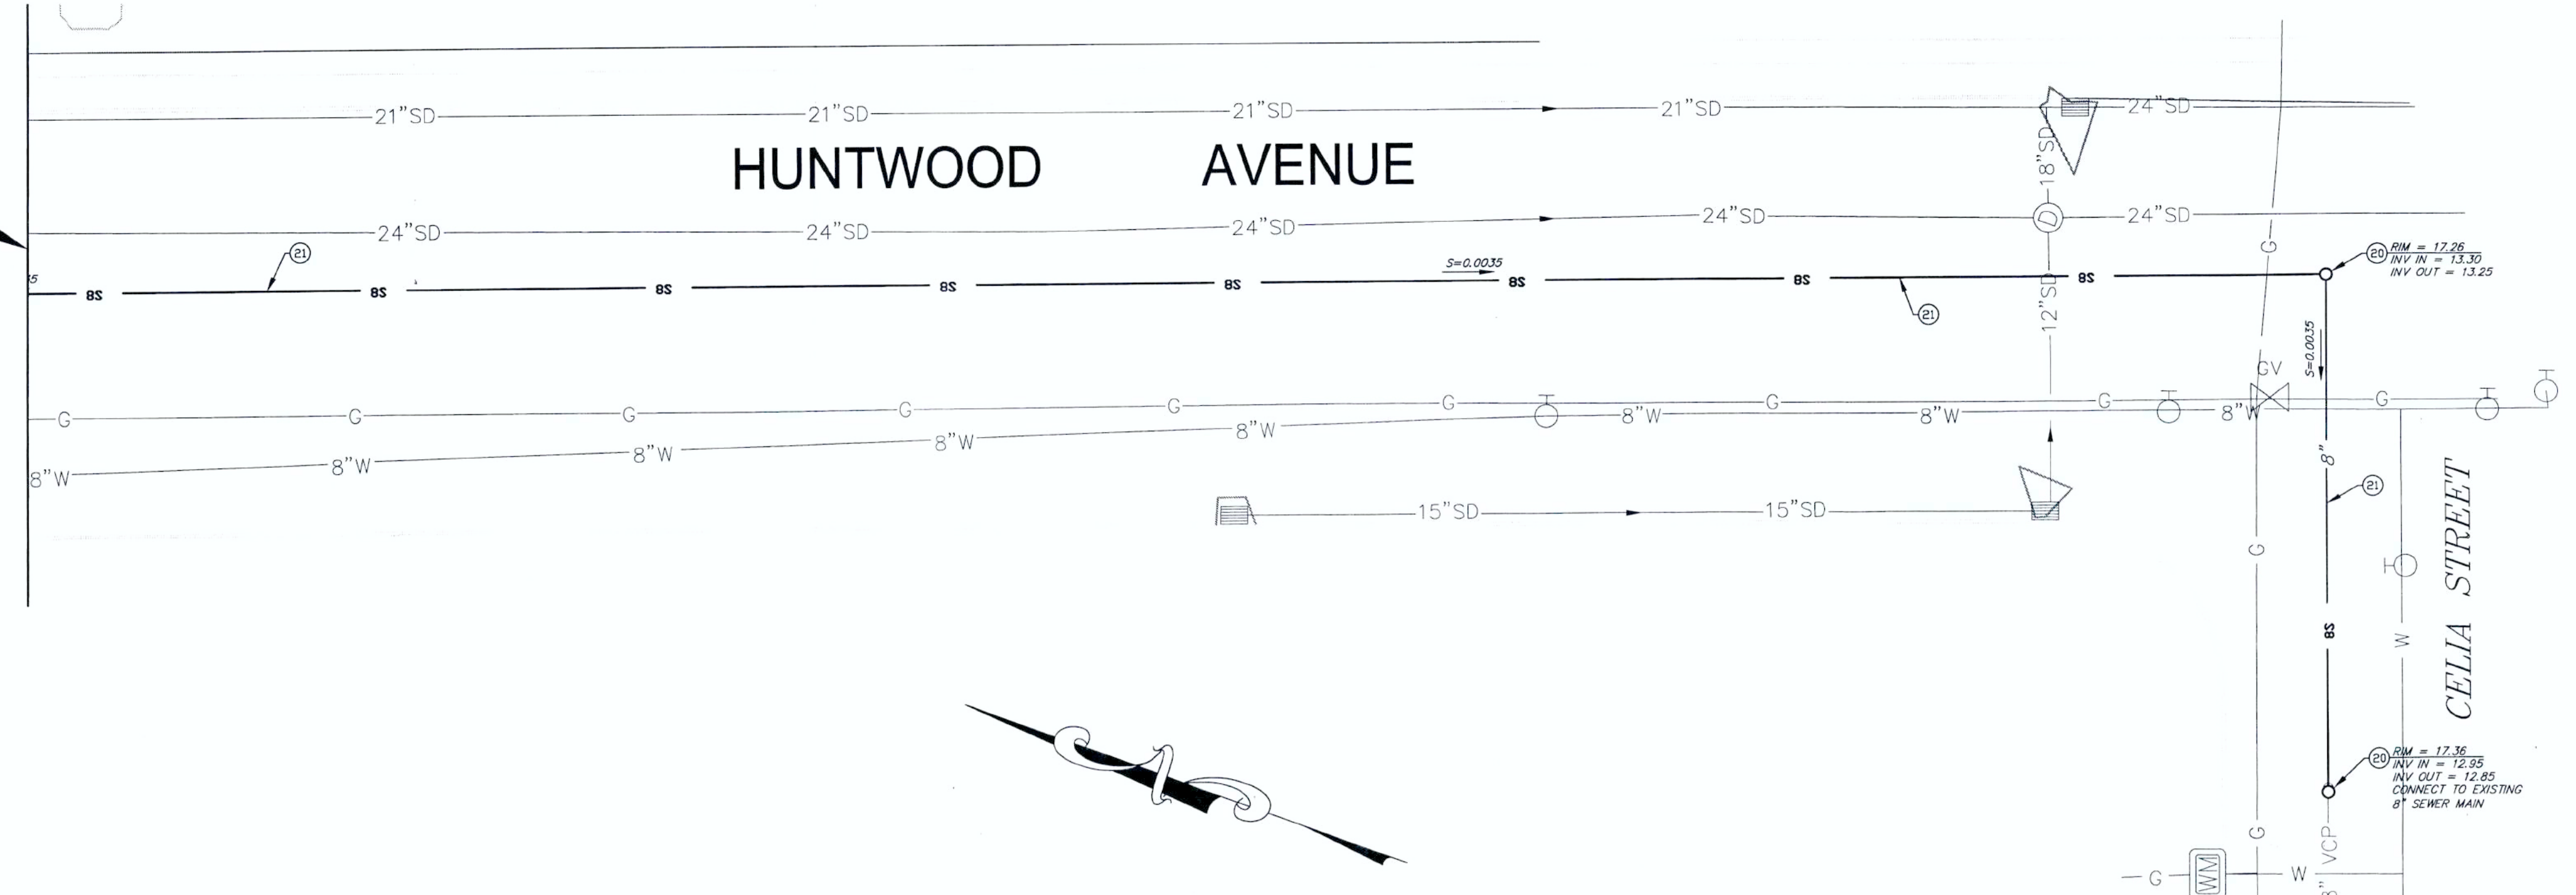 21"SD 21"SD 21"SD 21"SD 24"SD
HUNTWOOD AVENUE
18"SD
24"SD 24"SD 24"SD 24"SD D 24"SD
G
21
20 RIM = 17.26
INV IN = 13.30
INV OUT = 13.25
S=0.0035
8S 8S 8S 8S 8S 8S 8S 8S
12"SD
21
S=0.0035
GV
G G G G G G G G G
8"W 8"W 8"W 8"W 8"W 8"W 8"W 8"W
8"
21
15"SD 15"SD
G
CELIA STREET
8S
W
20 RIM = 17.36
INV IN = 12.95
INV OUT = 12.85
CONNECT TO EXISTING
8" SEWER MAIN
G
8" VCP
G WM W